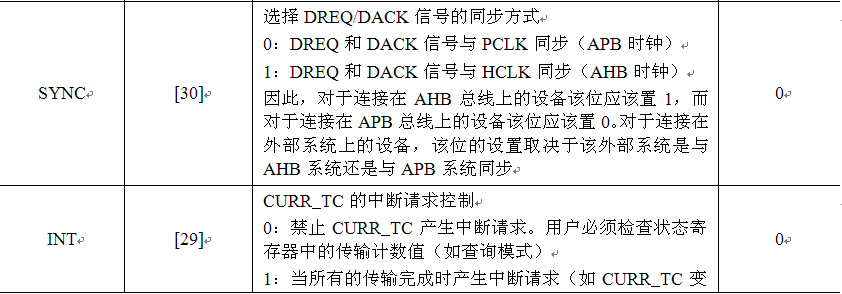 选择 DREQ/DACK 信号的同步方式
0：DREQ 和 DACK 信号与 PCLK 同步（APB 时钟）
1：DREQ 和 DACK 信号与 HCLK 同步（AHB 时钟）
SYNC [30] 因此，对于连接在 AHB 总线上的设备该位应该置 1，而 0
对于连接在 APB 总线上的设备该位应该置 0。对于连接在
外部系统上的设备，该位的设置取决于该外部系统是与
AHB 系统还是与 APB 系统同步
CURR_TC 的中断请求控制
0：禁止 CURR_TC 产生中断请求。用户必须检查状态寄
INT [29] 存器中的传输计数值（如查询模式） 0
1：当所有的传输完成时产生中断请求（如 CURR_TC 变